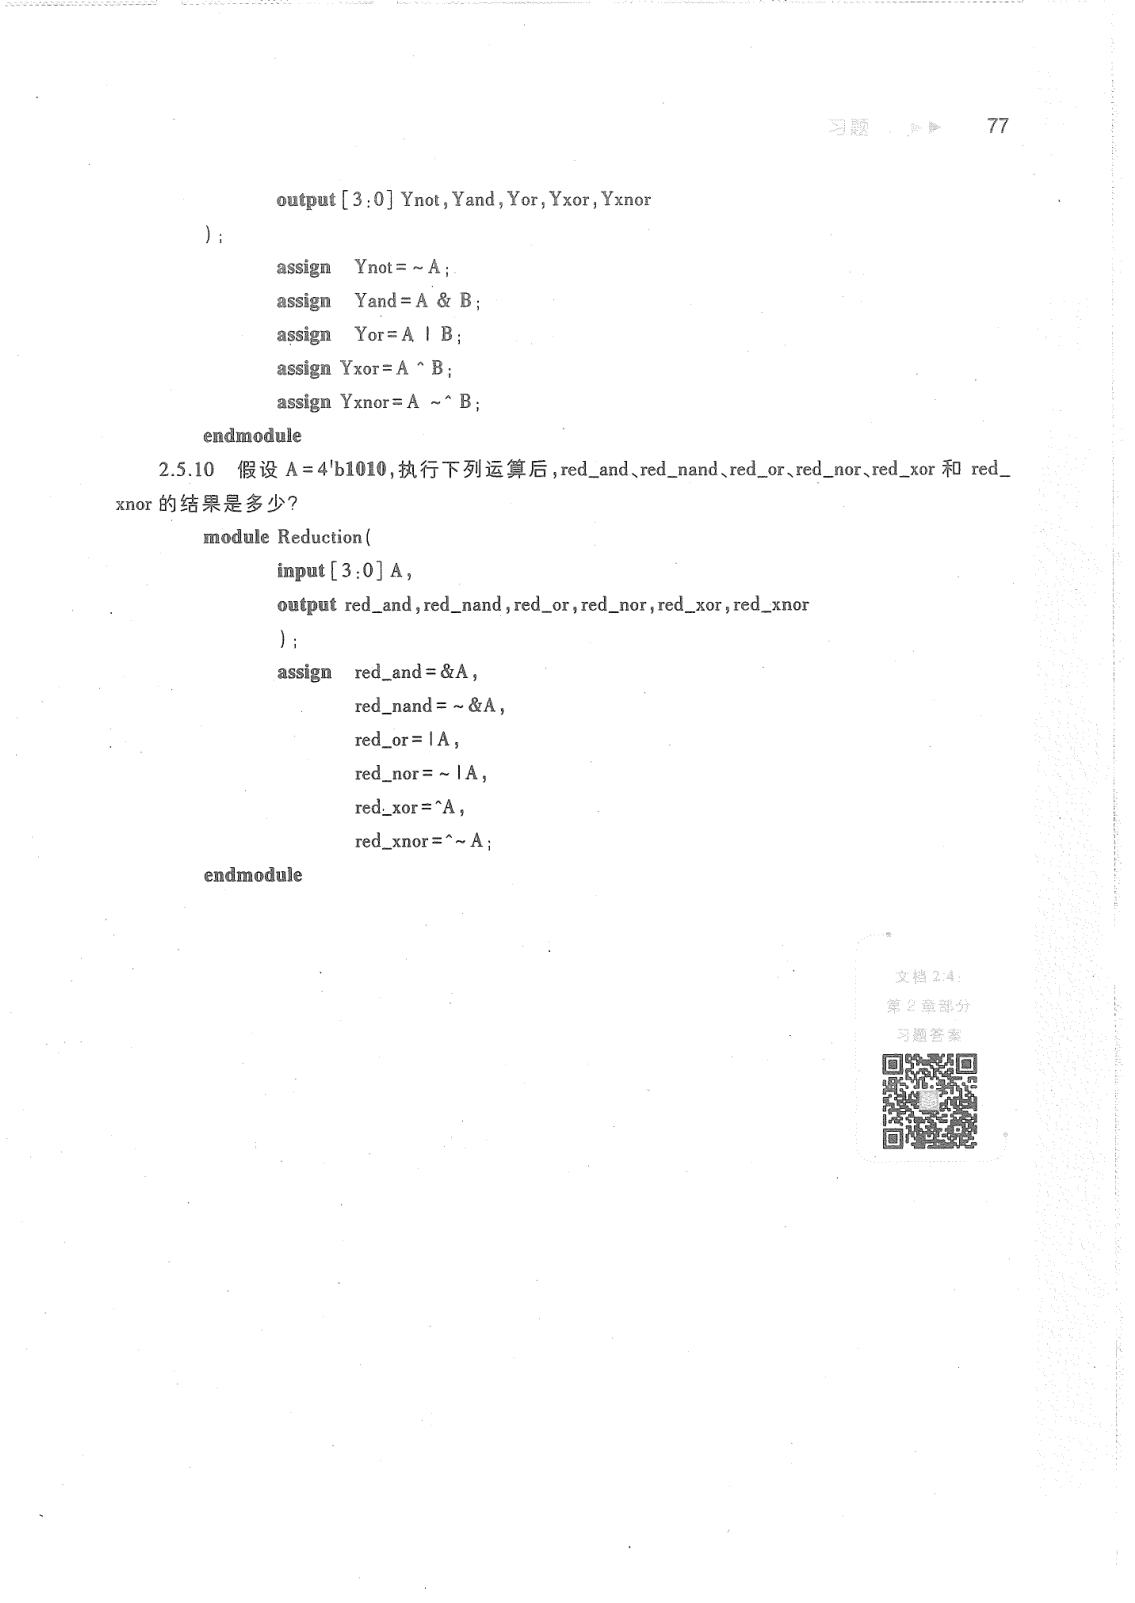 习题 ▶ 77
output [3:0] Ynot,Yand,Yor,Yxor,Yxnor
);
assign Ynot=~A;
assign Yand=A & B;
assign Yor=A | B;
assign Yxor=A ^ B;
assign Yxnor=A ~^ B;
endmodule
2.5.10 假设 A=4'b1010,执行下列运算后,red_and、red_nand、red_or、red_nor、red_xor 和 red_
xnor 的结果是多少?
module Reduction(
input [3:0] A,
output red_and,red_nand,red_or,red_nor,red_xor,red_xnor
);
assign red_and=&A,
red_nand=~&A,
red_or=|A,
red_nor=~|A,
red_xor=^A,
red_xnor=^~A;
endmodule
文档 2.4:
第 2 章部分
习题答案